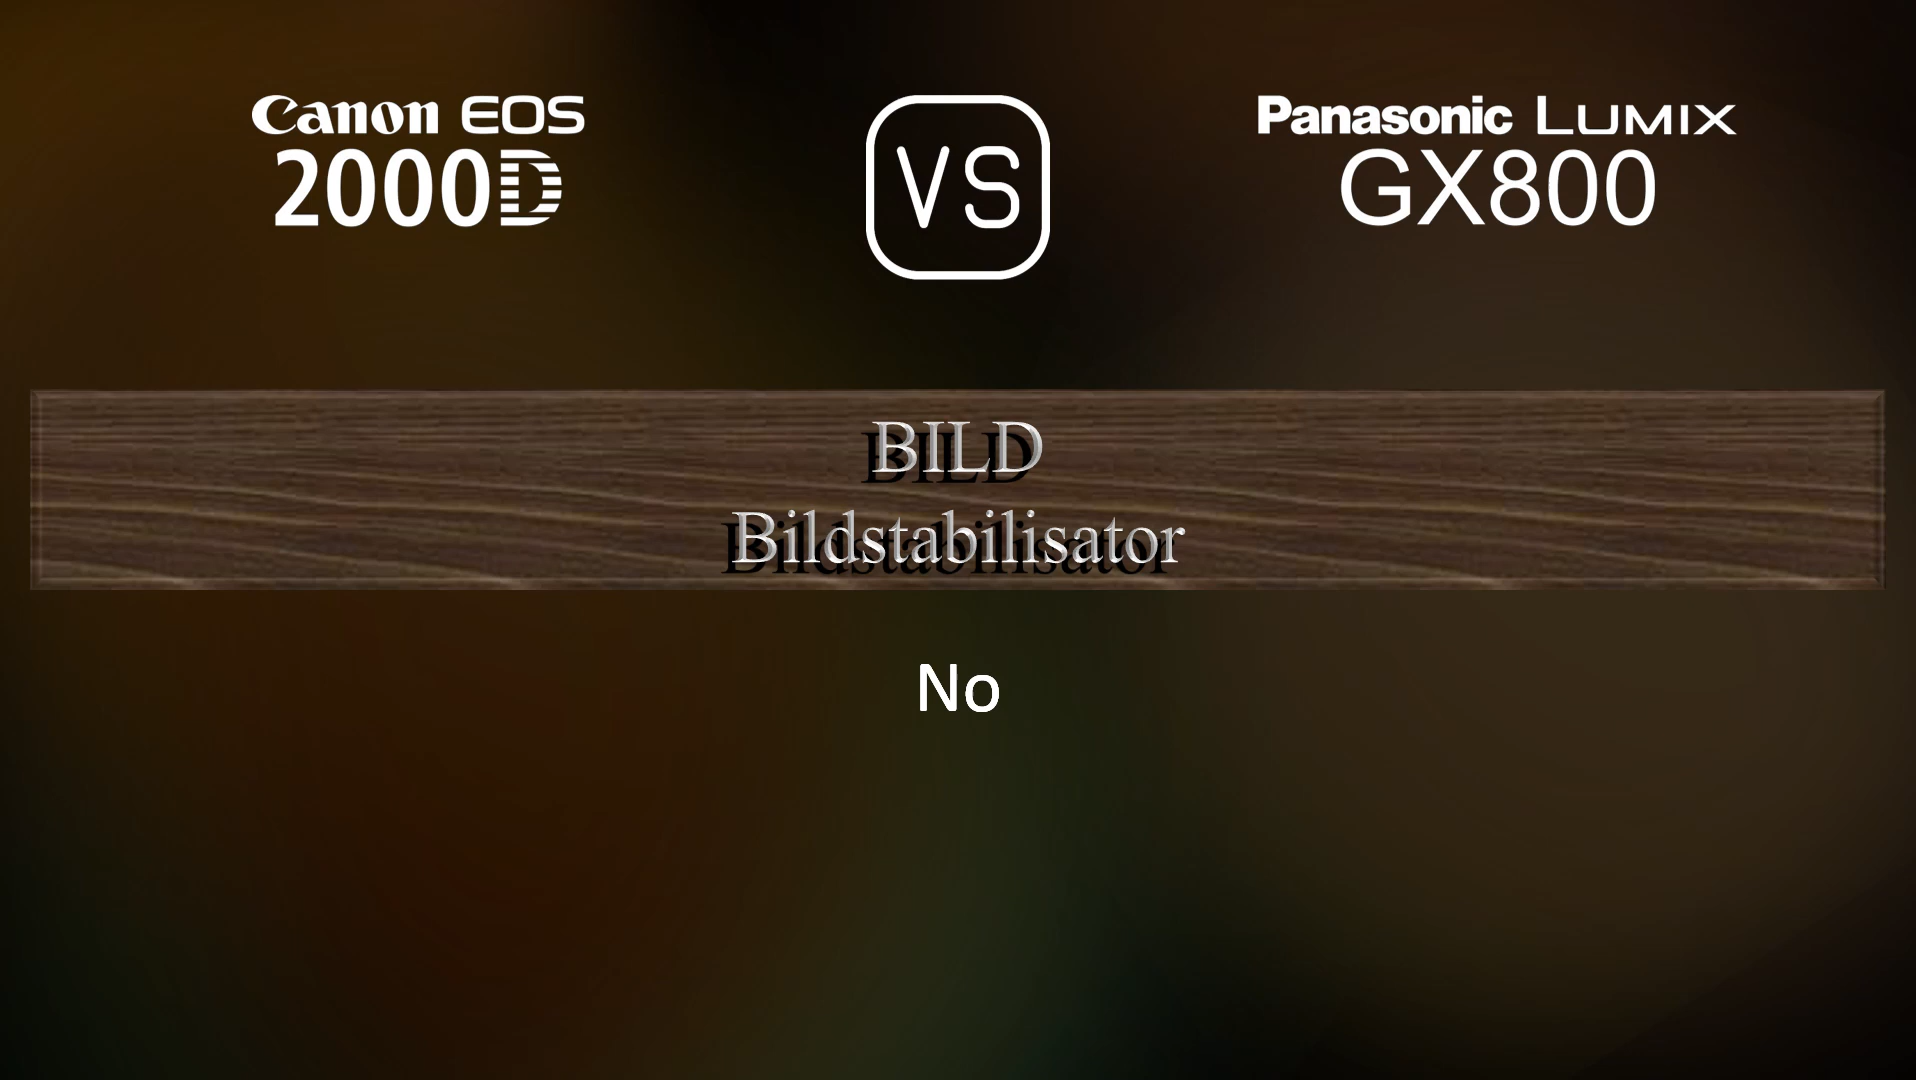 Canon EOS
2000D
VS
Panasonic LUMIX
GX800
BILD
Bildstabilisator
No